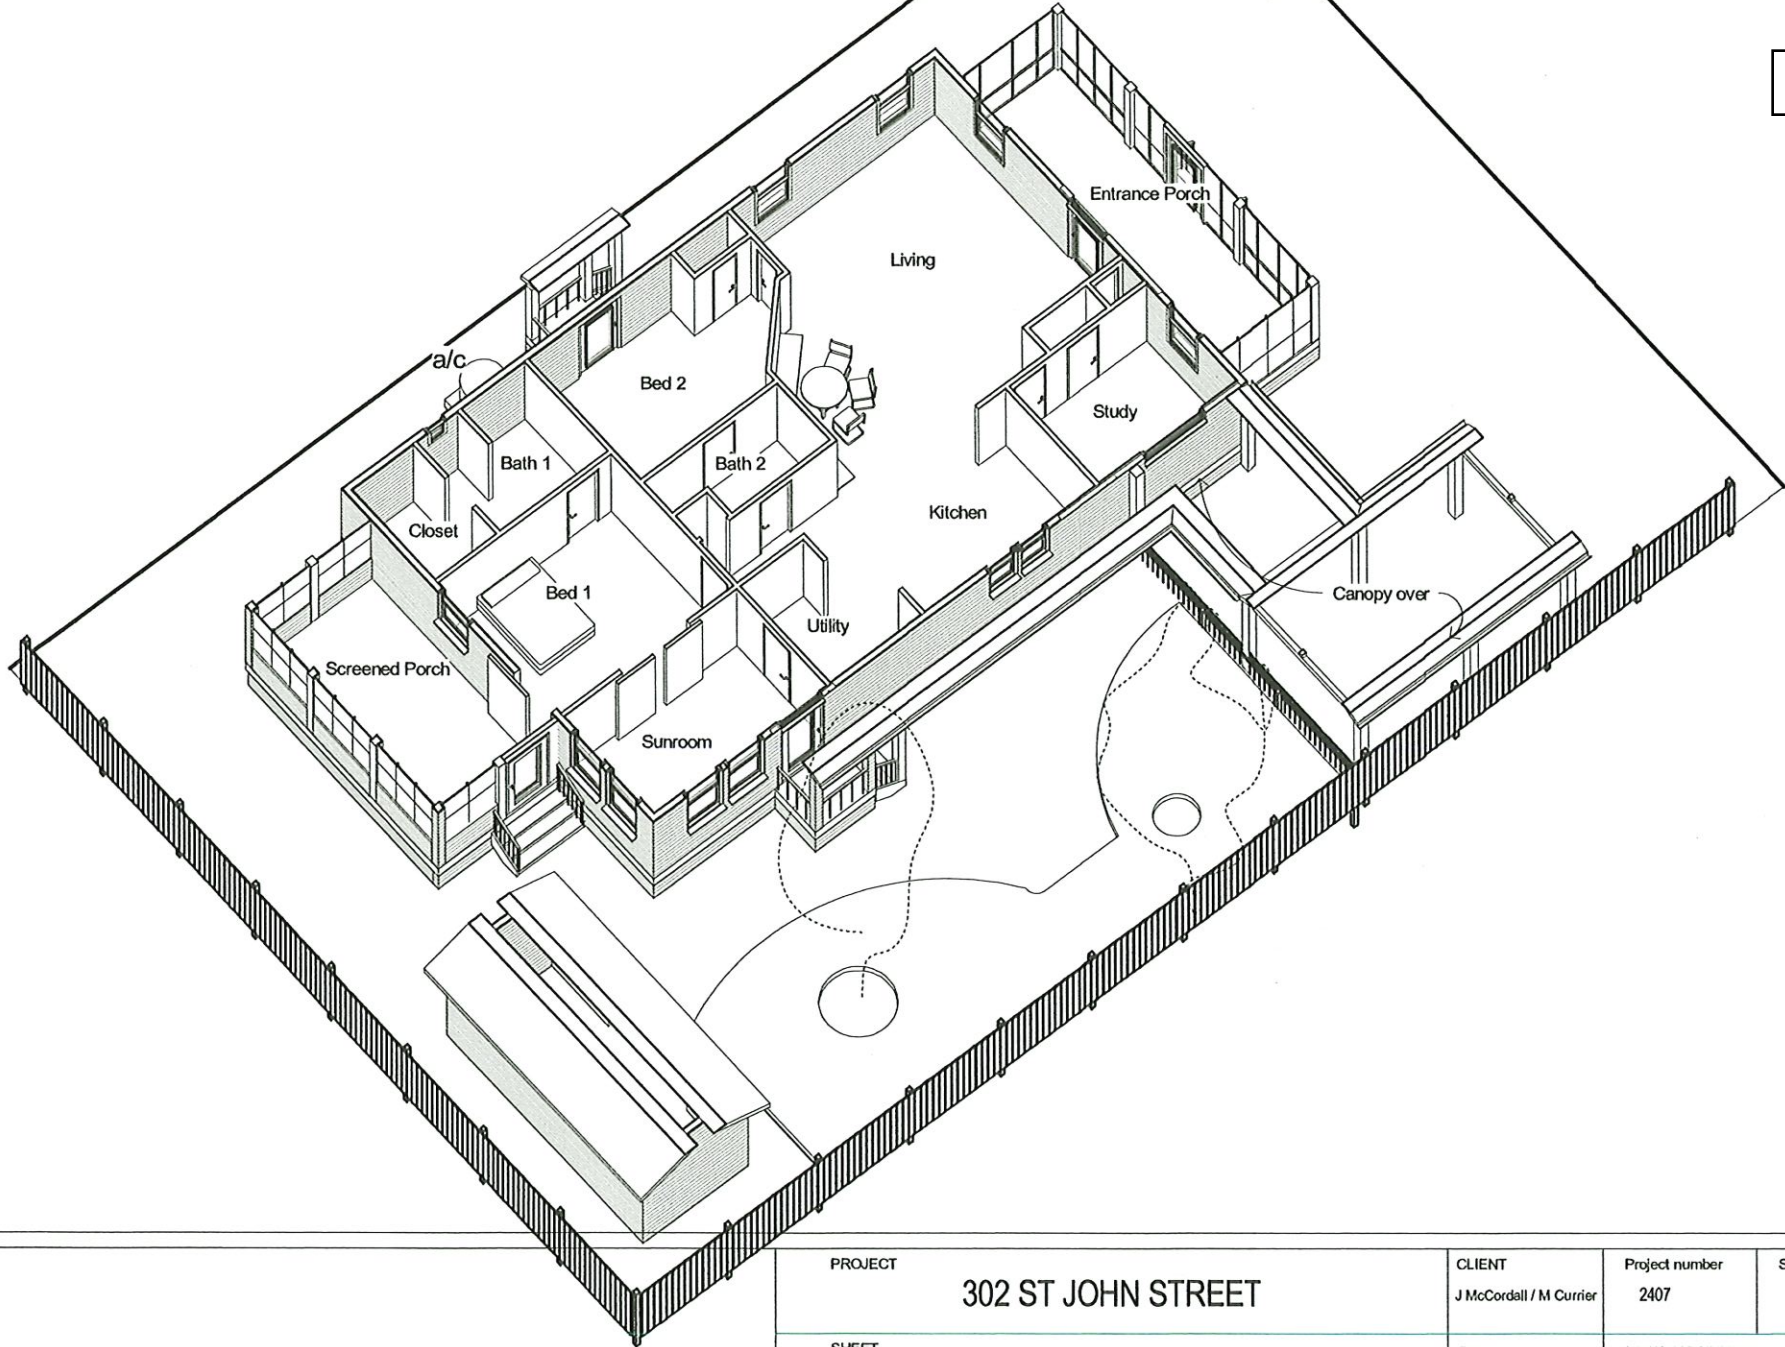 Entrance Porch
Living
a/c
Bed 2
Study
Bath 1
Bath 2
Kitchen
Closet
Bed 1
Canopy over
Utility
Screened Porch
Sunroom
PROJECT
302 ST JOHN STREET
CLIENT
J McCordall / M Currier
Project number
2407
S
SHEET